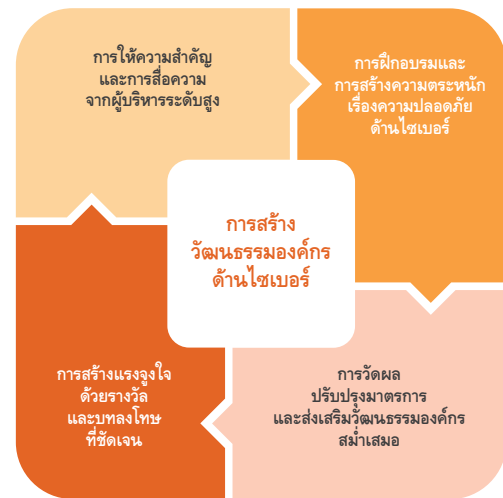 การให้ความสำคัญ
และการสื่อความ
จากผู้บริหารระดับสูง
การฝึกอบรมและ
การสร้างความตระหนัก
เรื่องความปลอดภัย
ด้านไซเบอร์
การสร้าง
วัฒนธรรมองค์กร
ด้านไซเบอร์
การสร้างแรงจูงใจ
ด้วยรางวัล
และบทลงโทษ
ที่ชัดเจน
การวัดผล
ปรับปรุงมาตรการ
และส่งเสริมวัฒนธรรมองค์กร
สม่ำเสมอ